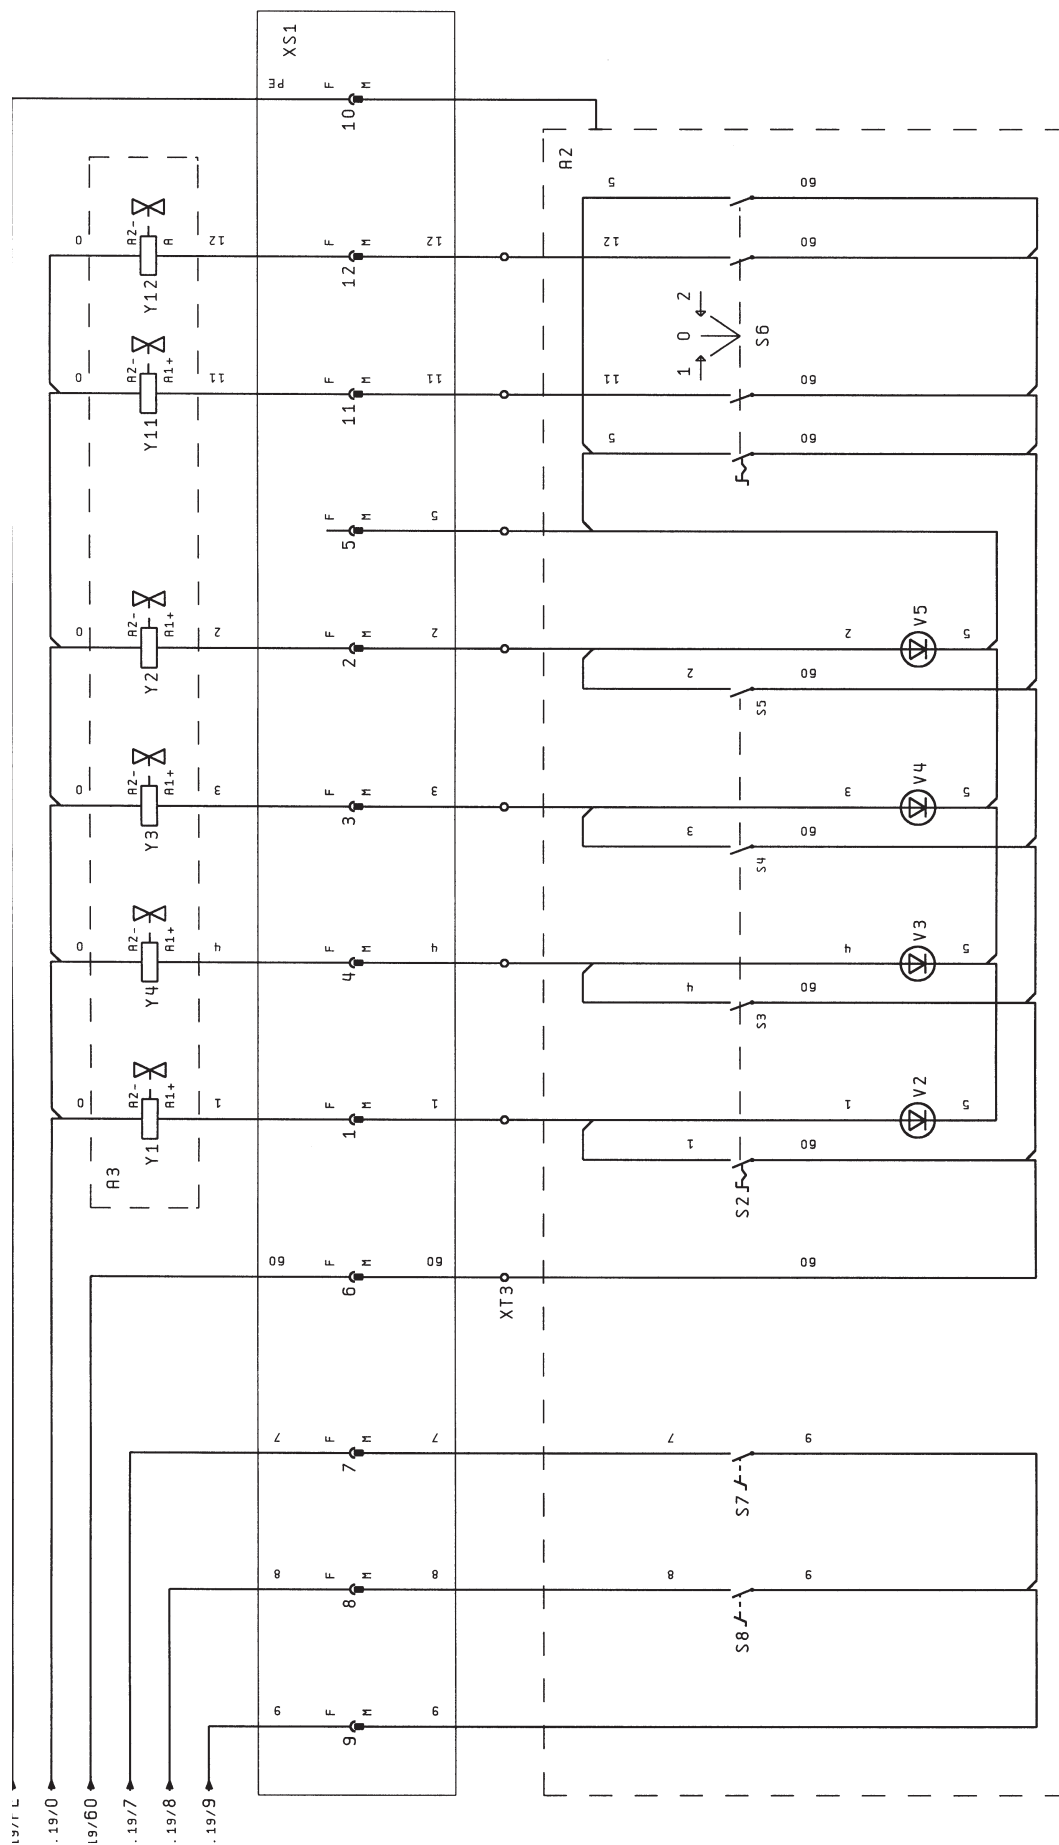 .19/0
19/60
.19/7
.19/8
.19/9
XS1
PE
F
M
10
A2
5
60
0
A2-
A
Y12
12
F
M
12
12
12
60
1
0
2
S6
0
A2-
A1+
Y11
11
F
M
11
11
11
60
5
60
F
M
5
5
0
A2-
A1+
Y2
2
F
M
2
2
2
V5
5
2
60
S5
0
A2-
A1+
Y3
3
F
M
3
3
3
V4
5
3
60
S4
0
A2-
A1+
Y4
4
F
M
4
4
4
V3
5
4
60
S3
0
A2-
A1+
Y1
1
F
M
1
1
1
V2
5
1
60
S2
A3
60
F
M
6
60
XT3
60
7
F
M
7
7
7
9
S7
8
F
M
8
8
8
9
S8
9
F
M
9
9